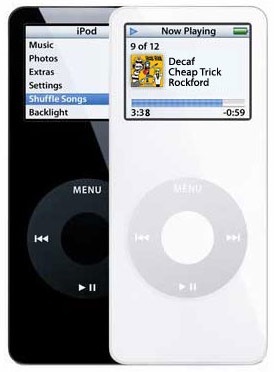 iPod
Music
Photos
Extras
Settings
Shuffle Songs
Backlight
MENU
Now Playing
9 of 12
Decaf
Cheap Trick
Rockford
3:38 -0:59
MENU